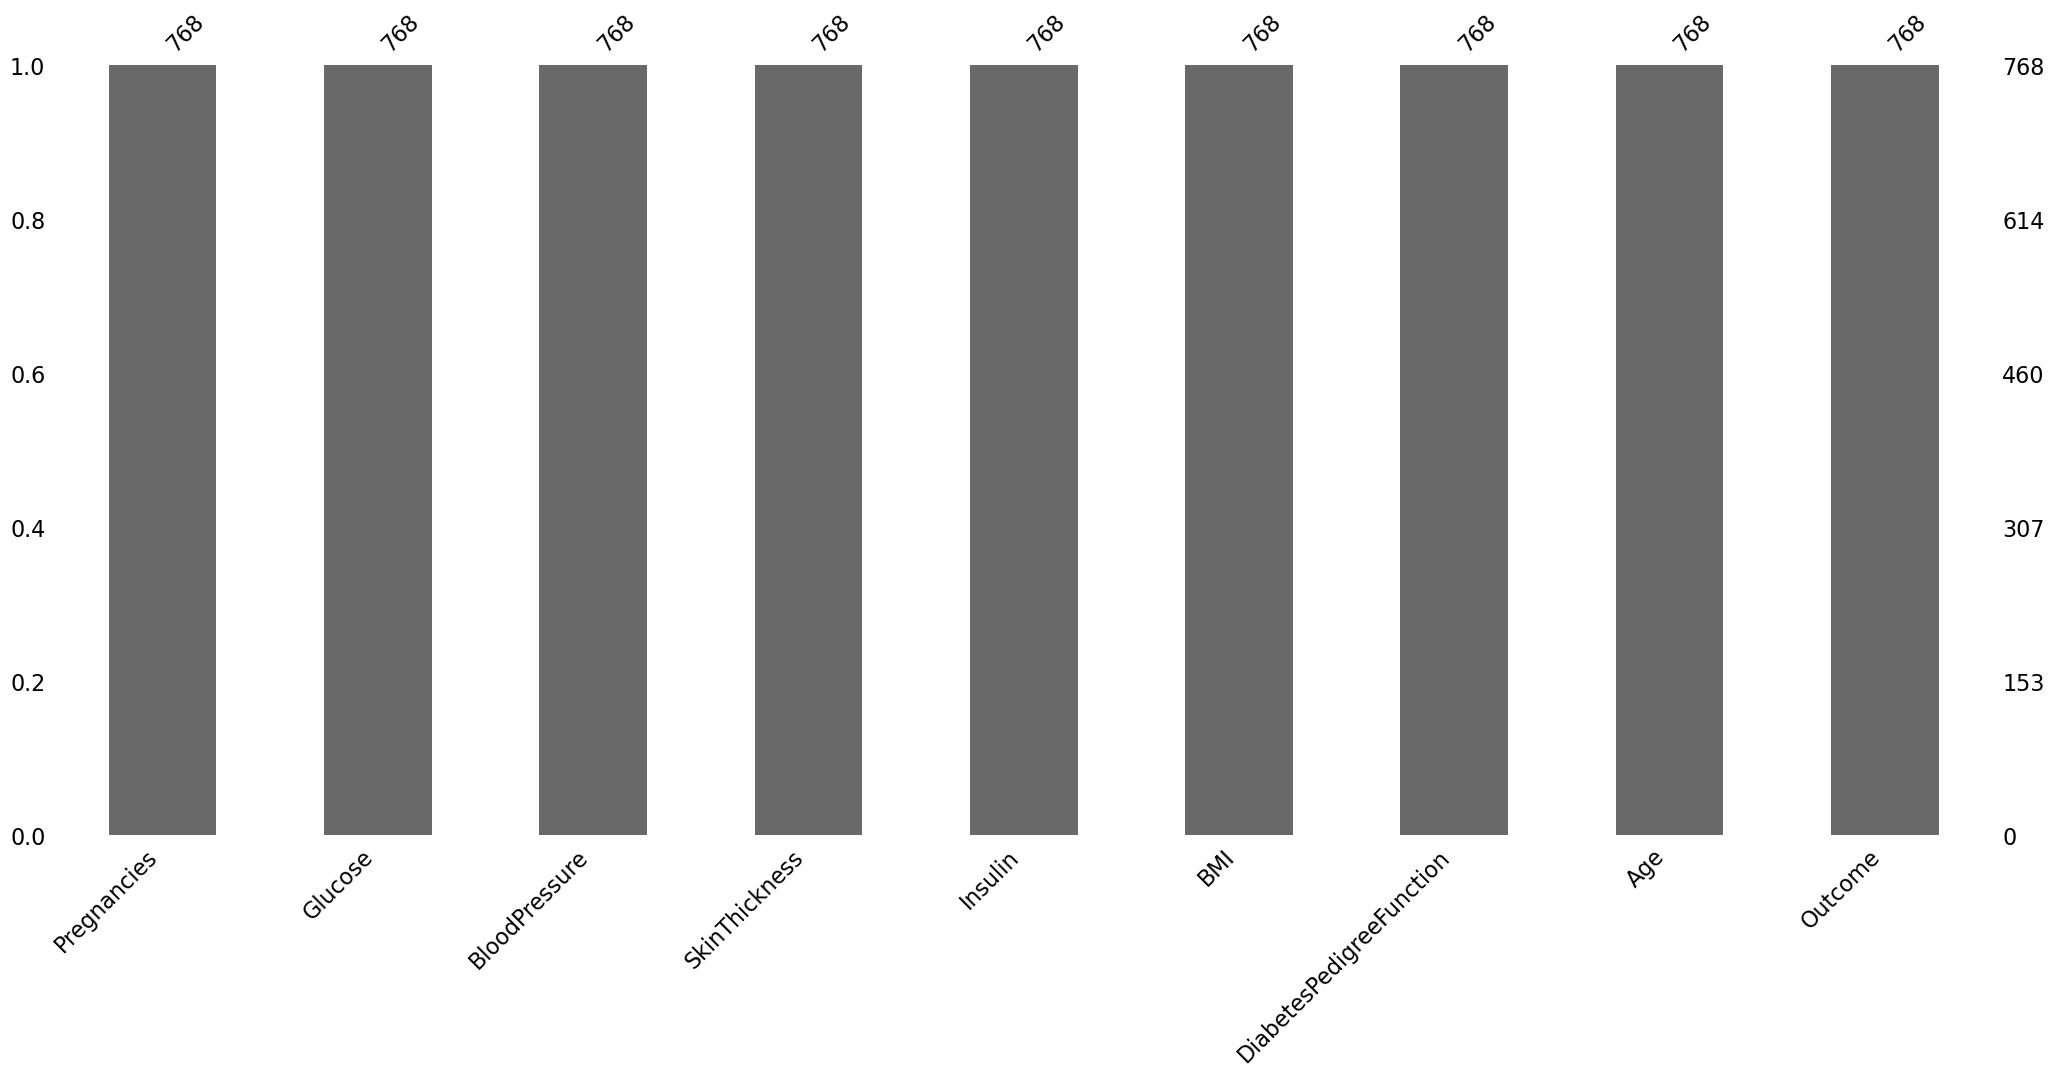 768 768 768 768 768 768 768 768 768
1.0 768
0.8 614
0.6 460
0.4 307
0.2 153
0.0 0
Pregnancies
Glucose
BloodPressure
SkinThickness
Insulin
BMI
DiabetesPedigreeFunction
Age
Outcome